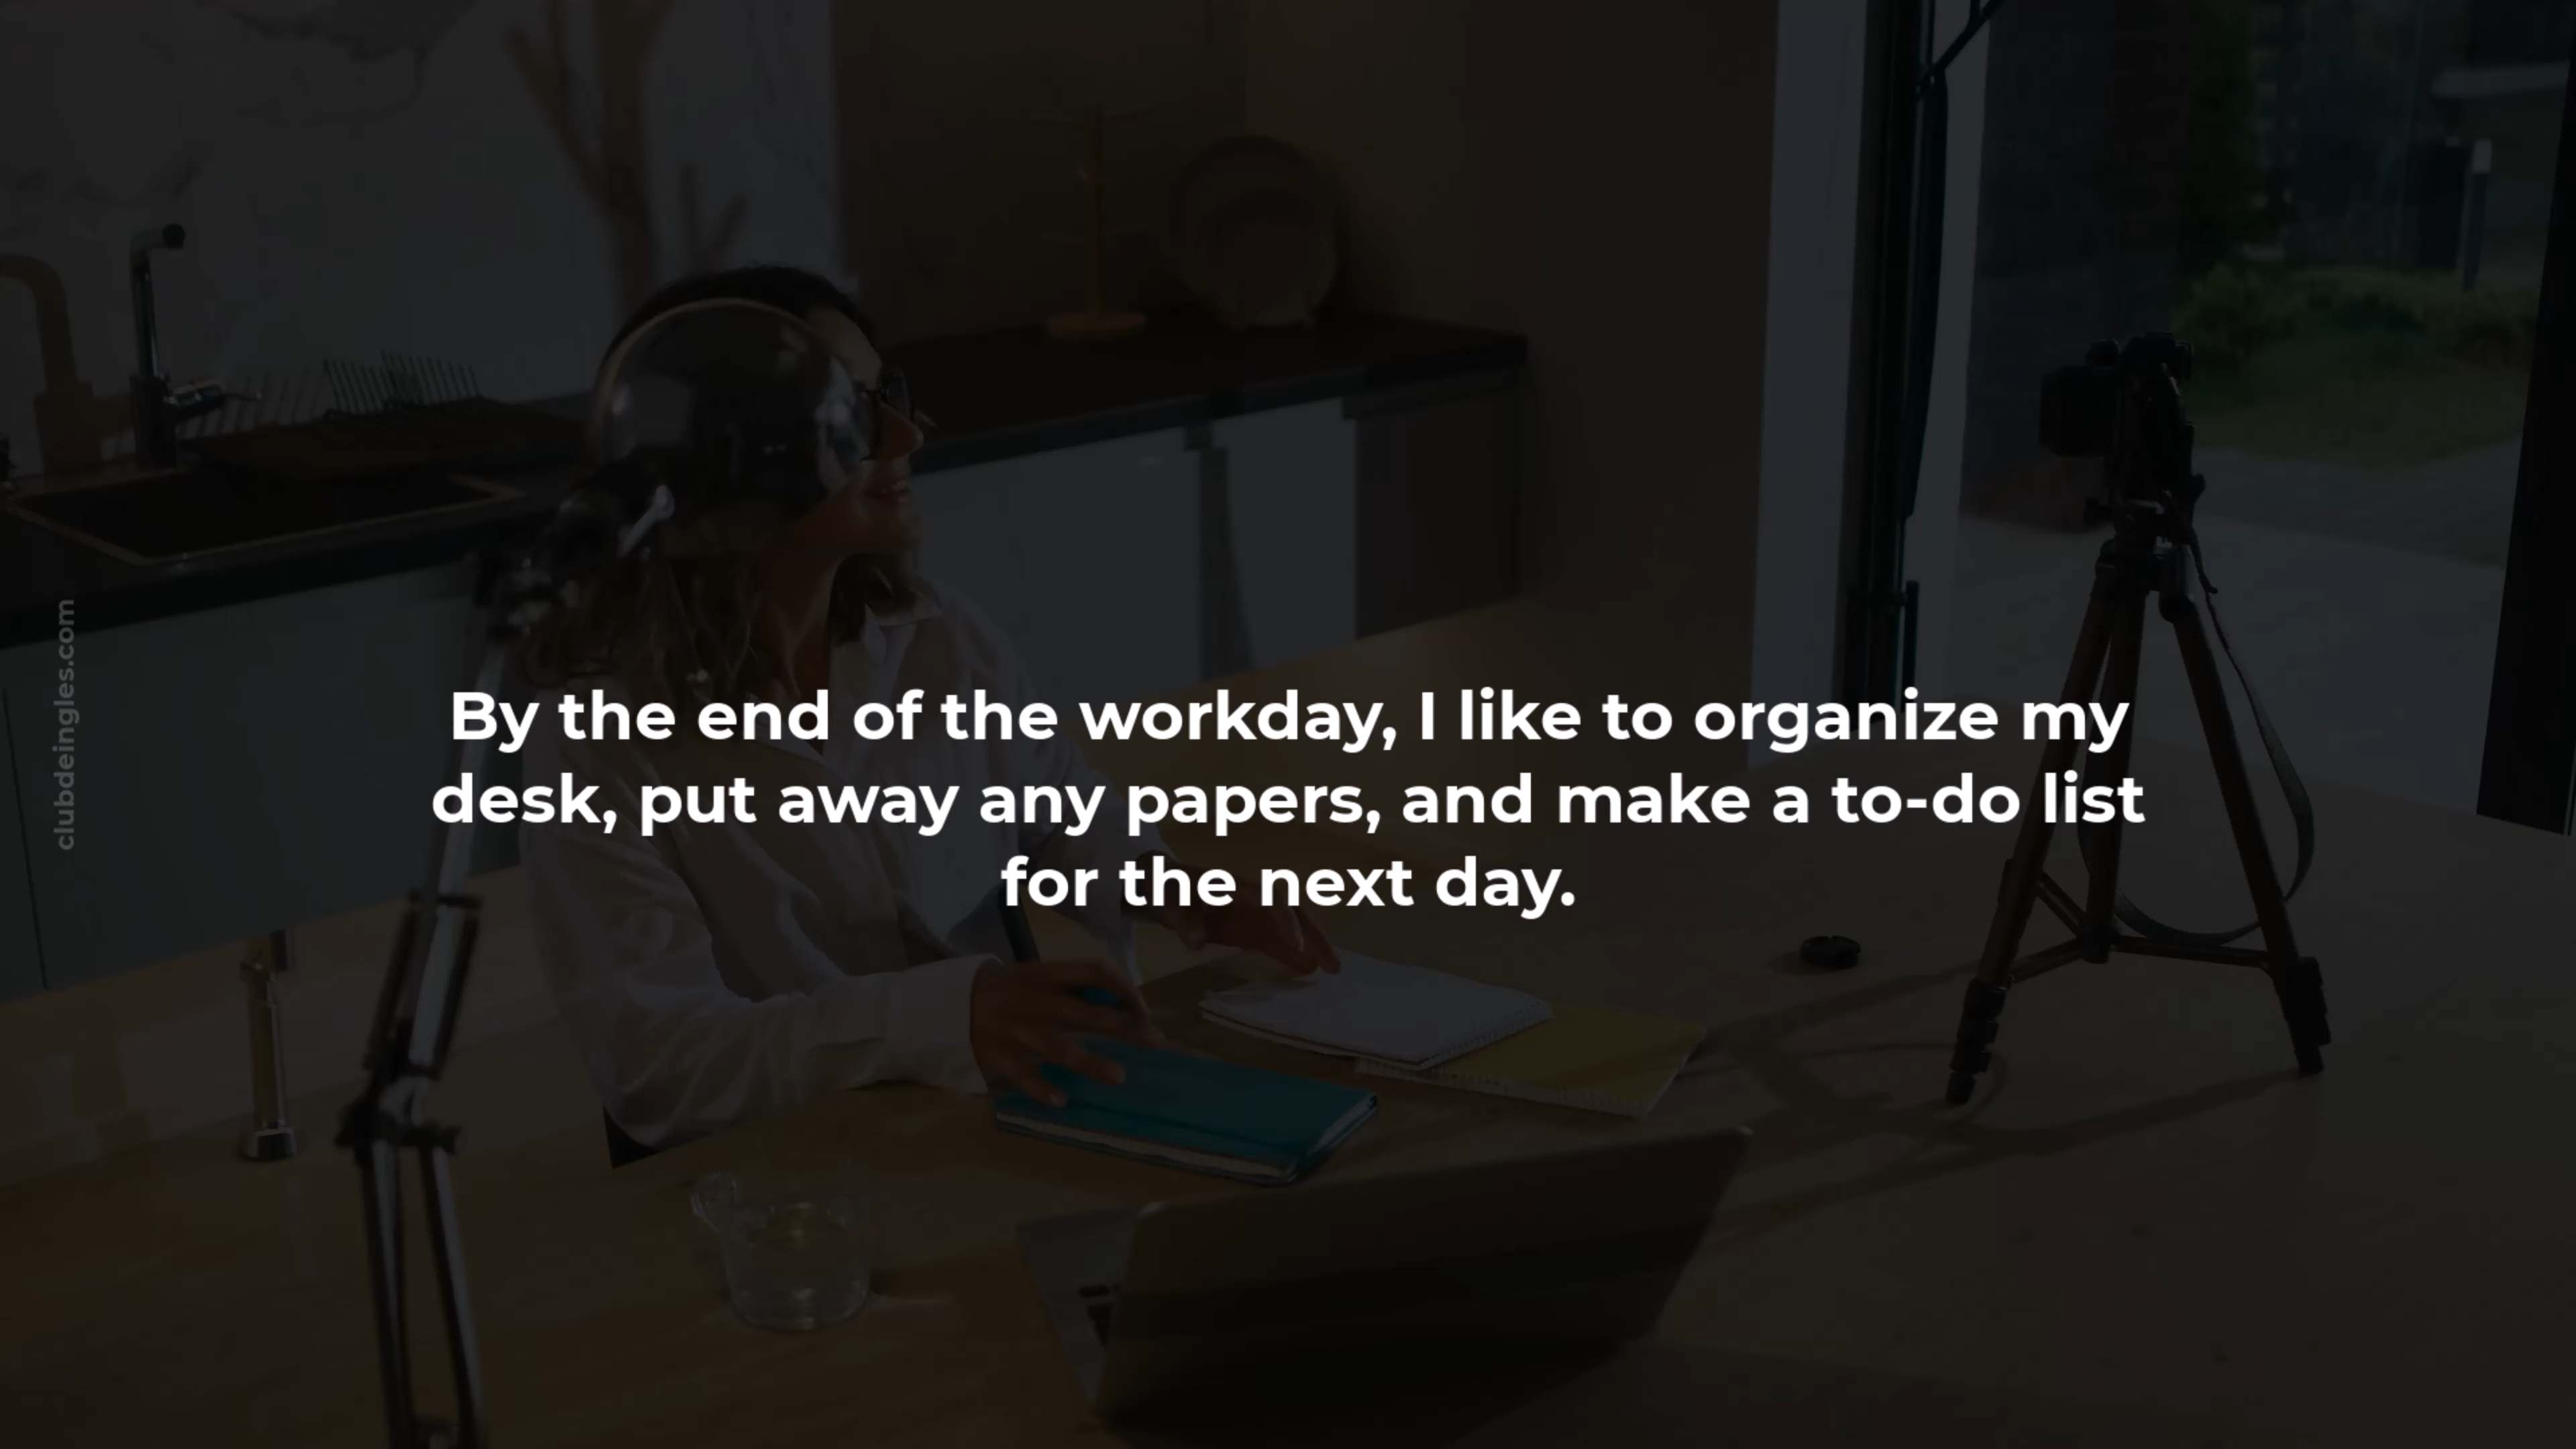 By the end of the workday, I like to organize my
desk, put away any papers, and make a to-do list
for the next day.
clubdeingles.com